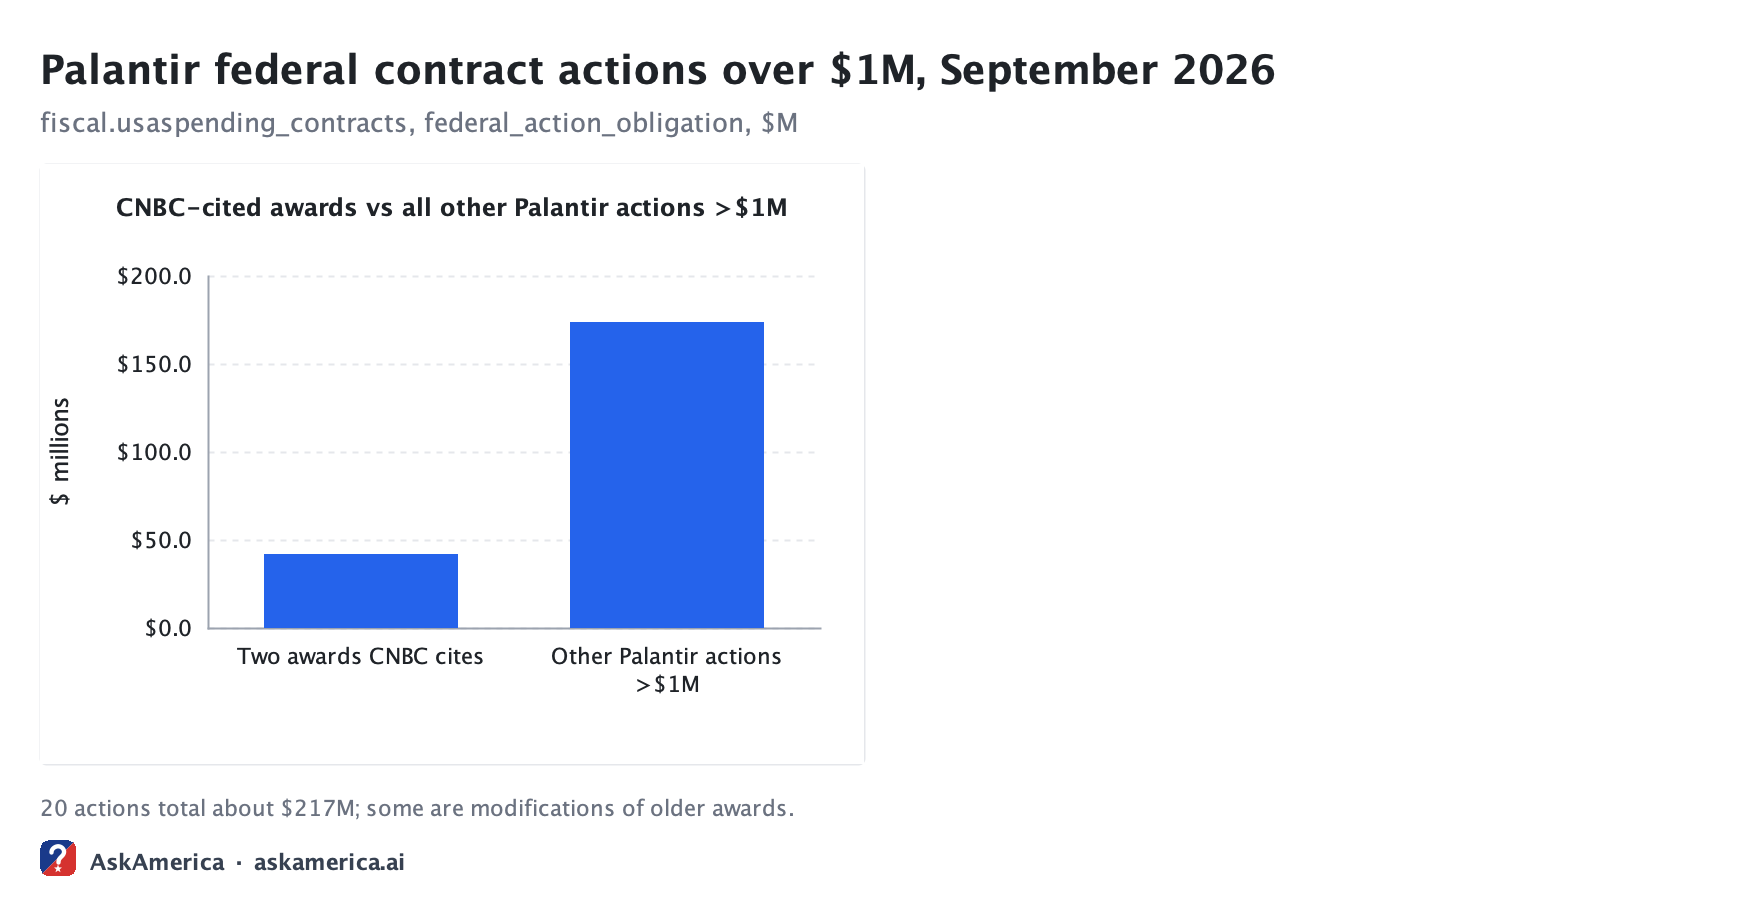 Palantir federal contract actions over $1M, September 2026
fiscal.usaspending_contracts, federal_action_obligation, $M
CNBC-cited awards vs all other Palantir actions >$1M
$200.0
$150.0
$100.0
$50.0
$0.0
$ millions
Two awards CNBC cites
Other Palantir actions
>$1M
20 actions total about $217M; some are modifications of older awards.
AskAmerica · askamerica.ai